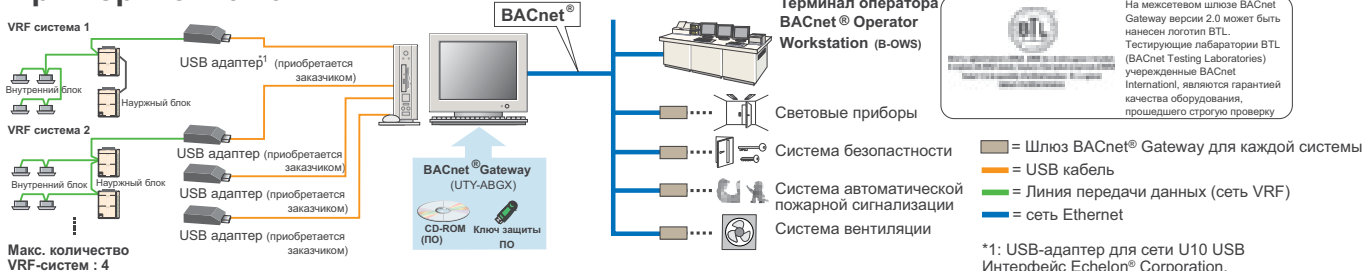 VRF система 1
Внутренний блок
Науржный блок
VRF система 2
Внутренний блок
Науржный блок
Макс. количество
VRF-систем : 4
USB адаптер¹ (приобретается
заказчиком)
USB адаптер (приобретается
заказчиком)
USB адаптер (приобретается
заказчиком)
USB адаптер (приобретается
заказчиком)
BACnet®
BACnet ®Gateway
(UTY-ABGX)
CD-ROM
(ПО)
Ключ защиты
ПО
Терминал оператора
BACnet ® Operator
Workstation (B-OWS)
Световые приборы
Система безопастности
Система автоматической
пожарной сигнализации
Система вентиляции
BTL
На межсетевом шлюзе BACnet
Gateway версии 2.0 может быть
нанесен логотип BTL.
Тестирующие лабаратории BTL
(BACnet Testing Laboratories)
учережденные BACnet
Internationl, являются гарантией
качества оборудования,
прошедшего строгую проверку
= Шлюз BACnet® Gateway для каждой системы
= USB кабель
= Линия передачи данных (сеть VRF)
= сеть Ethernet
*1: USB-адаптер для сети U10 USB
Интерфейс Echelon® Corporation.